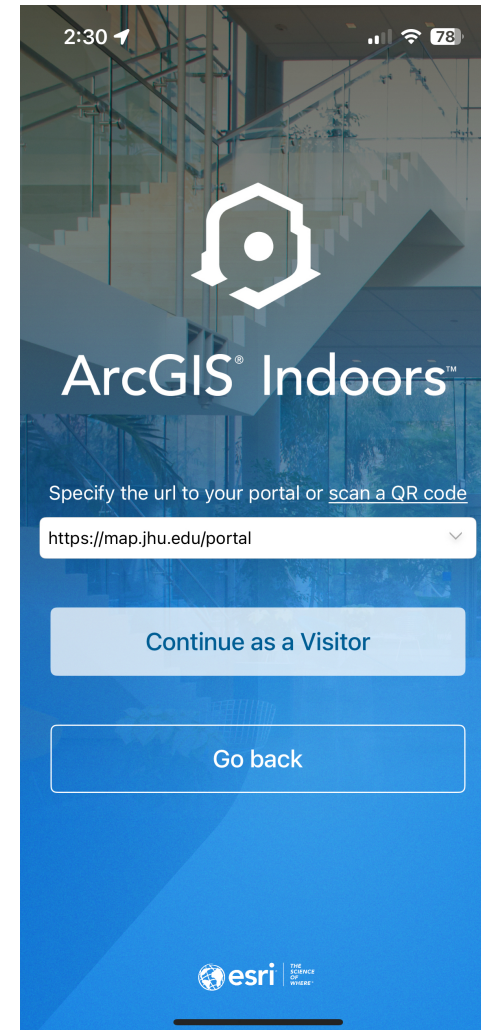 2:30
78
ArcGIS® Indoors™
Specify the url to your portal or scan a QR code
https://map.jhu.edu/portal
Continue as a Visitor
Go back
esri
THE
SCIENCE
OF
WHERE®